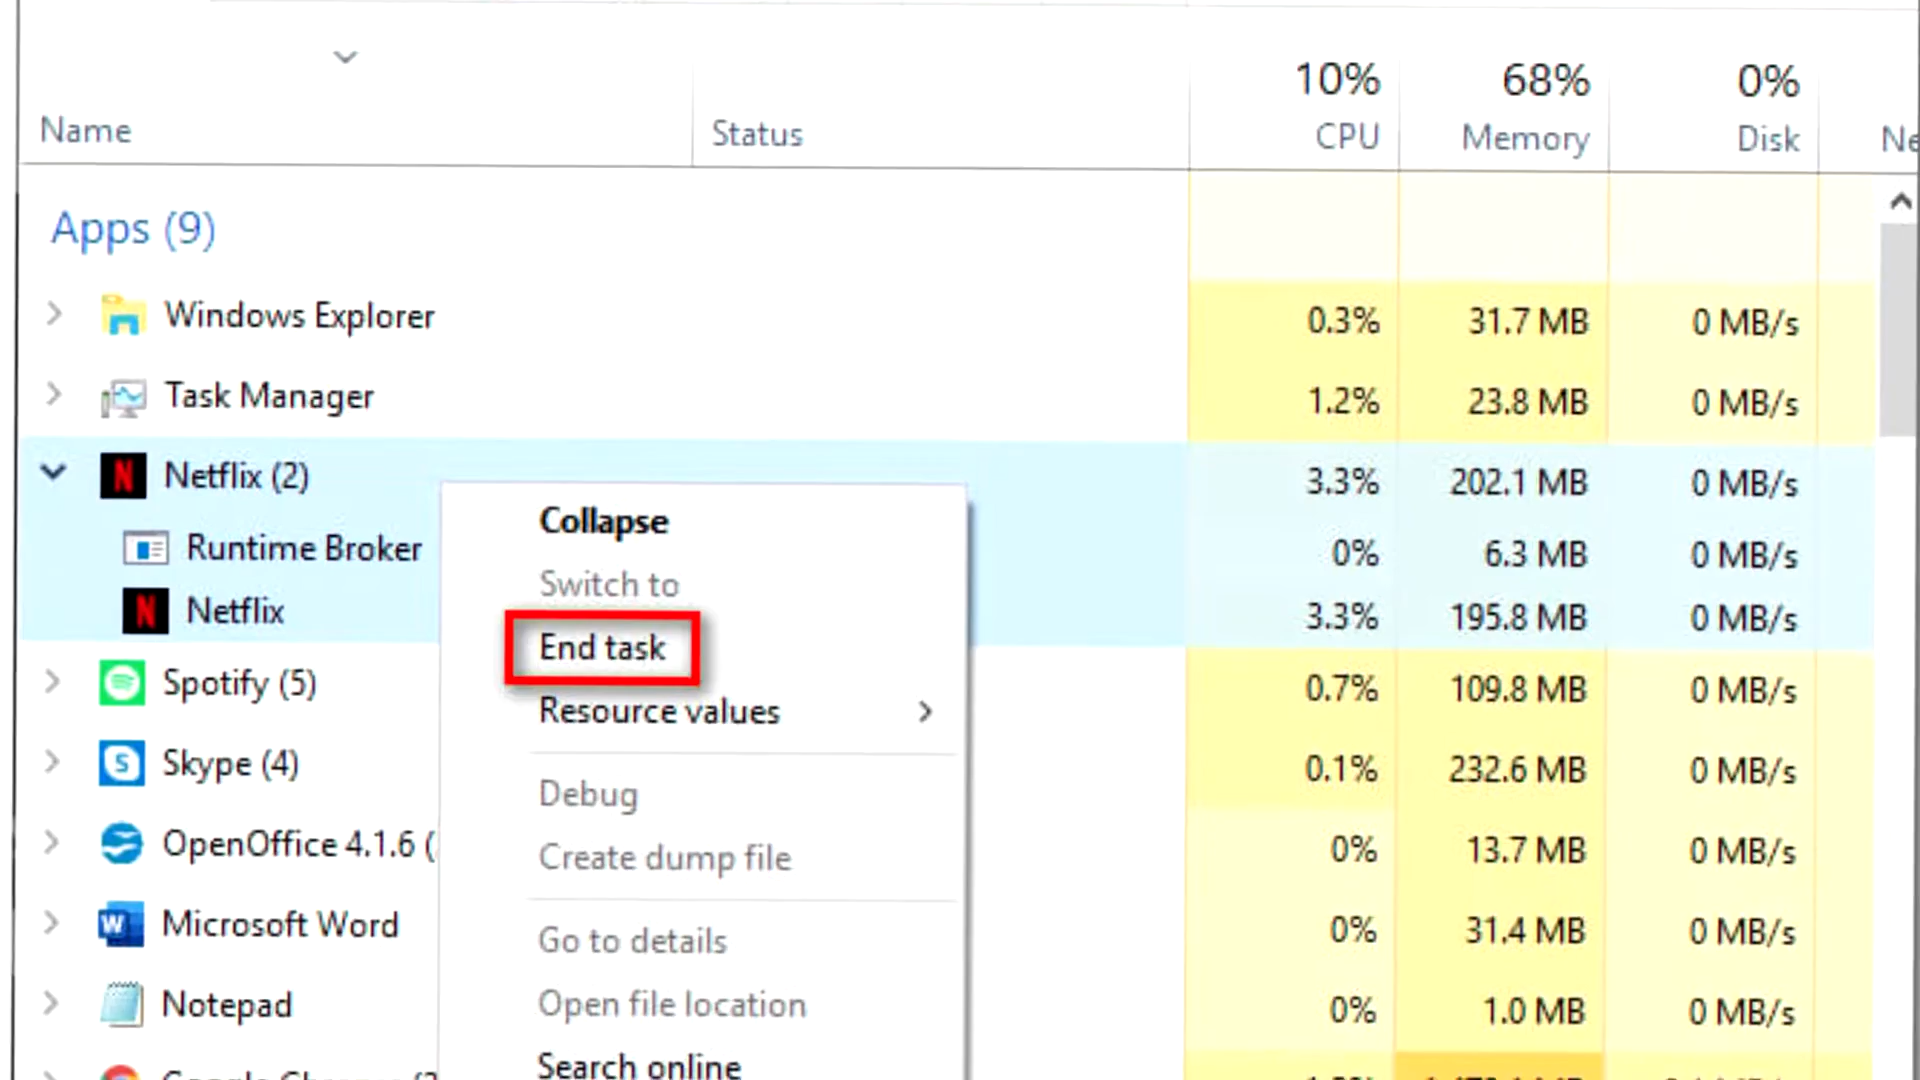 10% 68% 0%
Name Status CPU Memory Disk
Apps (9)
Windows Explorer 0.3% 31.7 MB 0 MB/s
Task Manager 1.2% 23.8 MB 0 MB/s
Netflix (2) 3.3% 202.1 MB 0 MB/s
Collapse
Runtime Broker 0% 6.3 MB 0 MB/s
Switch to
Netflix 3.3% 195.8 MB 0 MB/s
End task
Spotify (5) 0.7% 109.8 MB 0 MB/s
Resource values
Skype (4) 0.1% 232.6 MB 0 MB/s
Debug
OpenOffice 4.1.6 ( 0% 13.7 MB 0 MB/s
Create dump file
Microsoft Word 0% 31.4 MB 0 MB/s
Go to details
Notepad 0% 1.0 MB 0 MB/s
Open file location
Search online